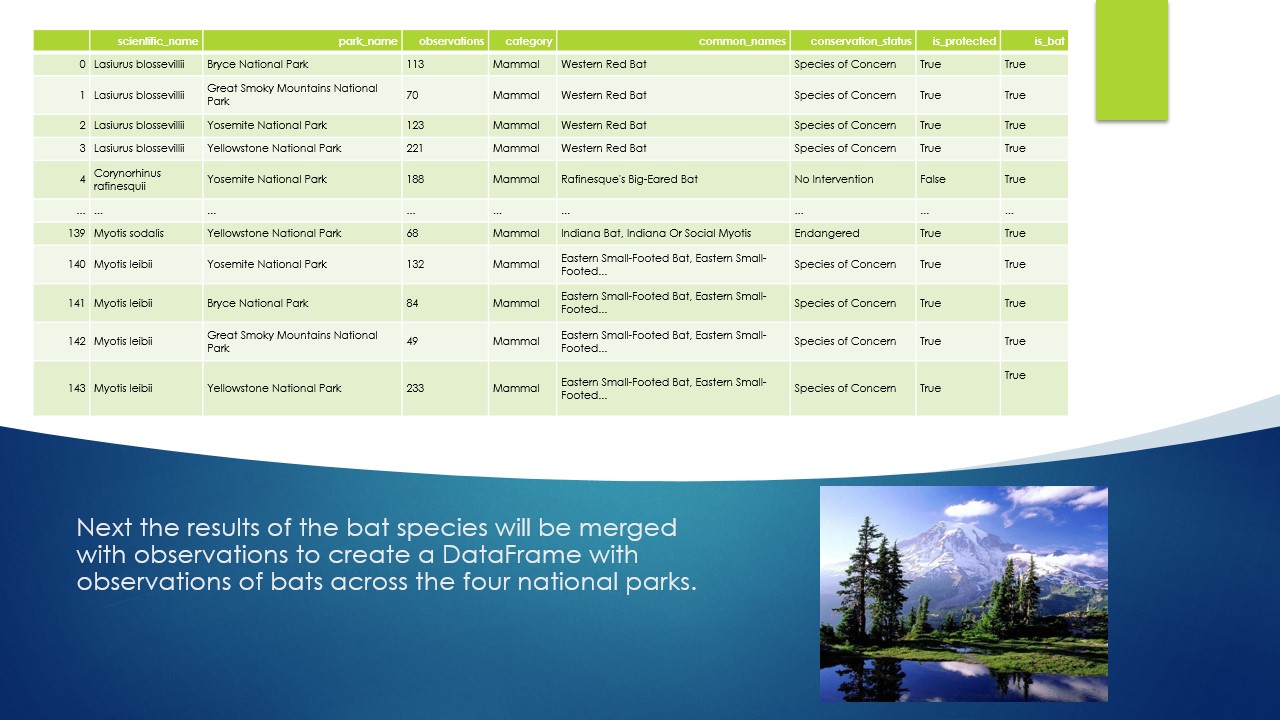 scientific_name park_name observations category common_names conservation_status is_protected is_bat
0 Lasiurus blossevillii Bryce National Park 113 Mammal Western Red Bat Species of Concern True True
1 Lasiurus blossevillii Great Smoky Mountains National Park 70 Mammal Western Red Bat Species of Concern True True
2 Lasiurus blossevillii Yosemite National Park 123 Mammal Western Red Bat Species of Concern True True
3 Lasiurus blossevillii Yellowstone National Park 221 Mammal Western Red Bat Species of Concern True True
4 Corynorhinus rafinesquii Yosemite National Park 188 Mammal Rafinesque's Big-Eared Bat No Intervention False True
... ... ... ... ... ... ... ... ...
139 Myotis sodalis Yellowstone National Park 68 Mammal Indiana Bat, Indiana Or Social Myotis Endangered True True
140 Myotis leibii Yosemite National Park 132 Mammal Eastern Small-Footed Bat, Eastern Small-Footed... Species of Concern True True
141 Myotis leibii Bryce National Park 84 Mammal Eastern Small-Footed Bat, Eastern Small-Footed... Species of Concern True True
142 Myotis leibii Great Smoky Mountains National Park 49 Mammal Eastern Small-Footed Bat, Eastern Small-Footed... Species of Concern True True
143 Myotis leibii Yellowstone National Park 233 Mammal Eastern Small-Footed Bat, Eastern Small-Footed... Species of Concern True True
Next the results of the bat species will be merged
with observations to create a DataFrame with
observations of bats across the four national parks.